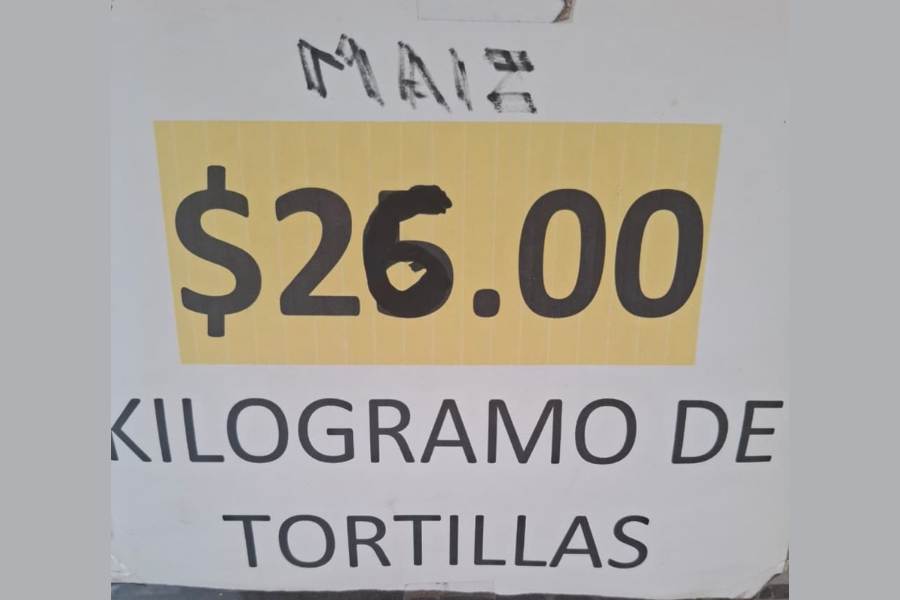 MAIZ
$26.00
KILOGRAMO DE
TORTILLAS